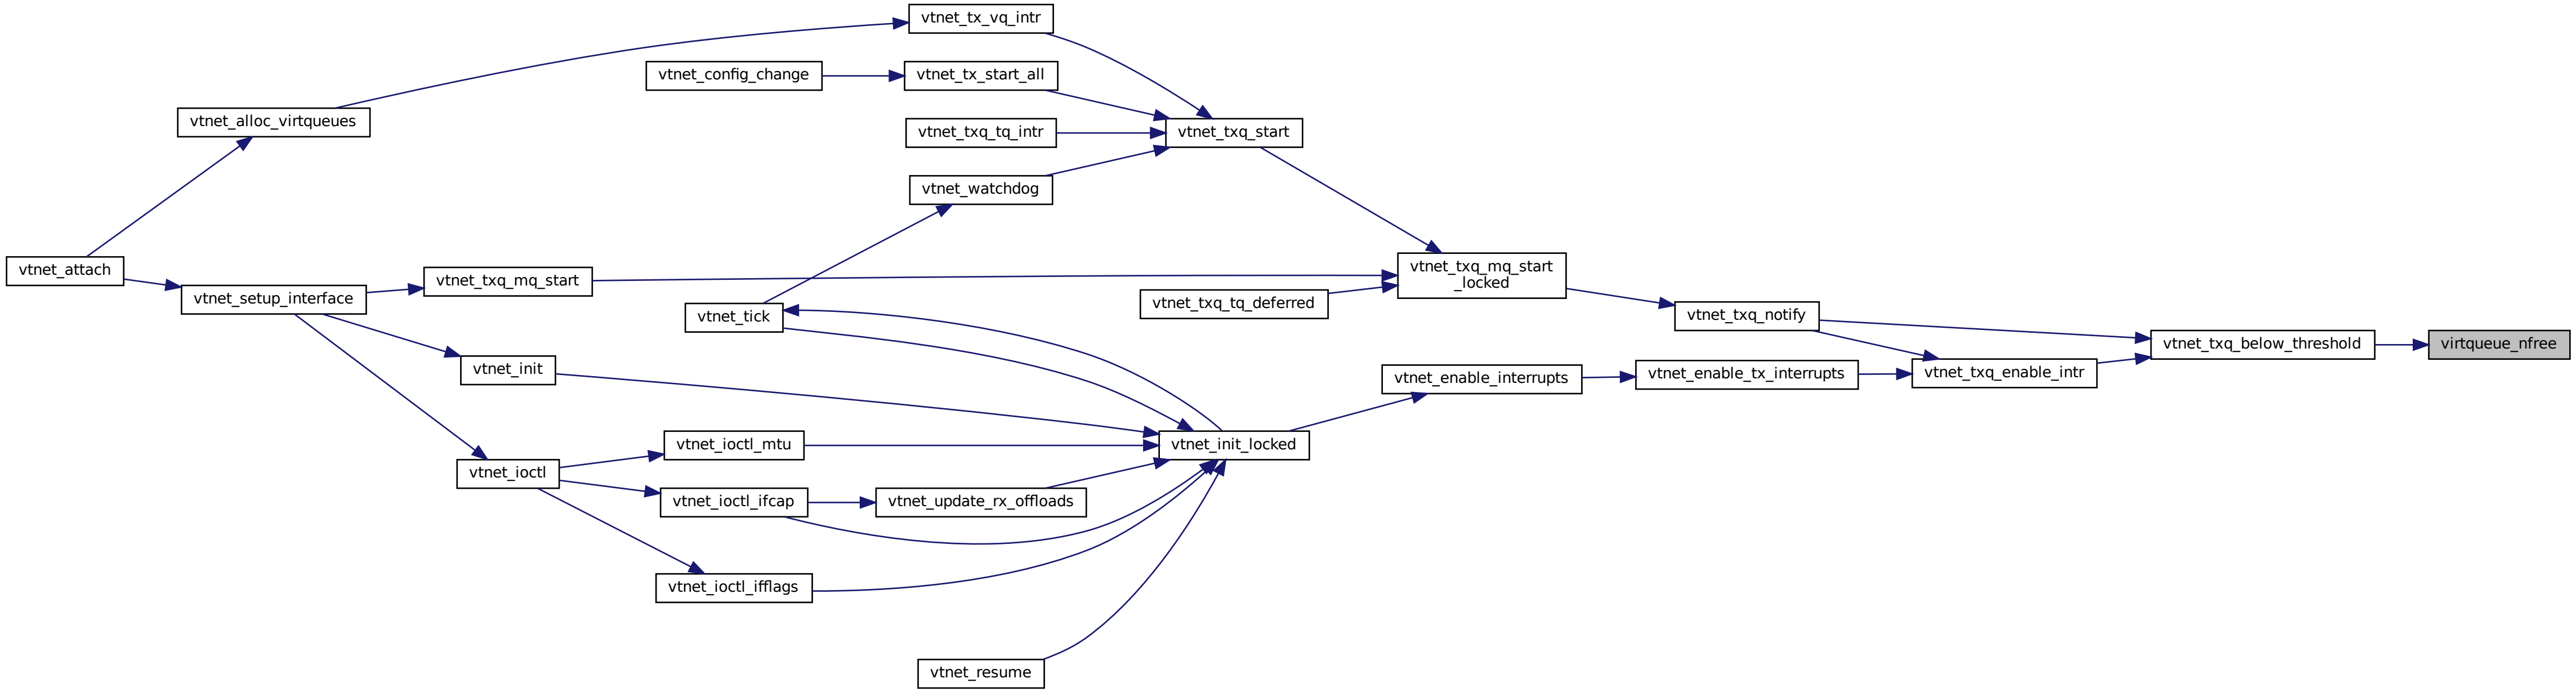 vtnet_tx_vq_intr
vtnet_config_change
vtnet_tx_start_all
vtnet_alloc_virtqueues
vtnet_txq_tq_intr
vtnet_txq_start
vtnet_watchdog
vtnet_attach
vtnet_setup_interface
vtnet_txq_mq_start
vtnet_tick
vtnet_txq_tq_deferred
vtnet_txq_mq_start
_locked
vtnet_txq_notify
vtnet_txq_below_threshold
virtqueue_nfree
vtnet_init
vtnet_enable_interrupts
vtnet_enable_tx_interrupts
vtnet_txq_enable_intr
vtnet_ioctl_mtu
vtnet_init_locked
vtnet_ioctl
vtnet_ioctl_ifcap
vtnet_update_rx_offloads
vtnet_ioctl_ifflags
vtnet_resume